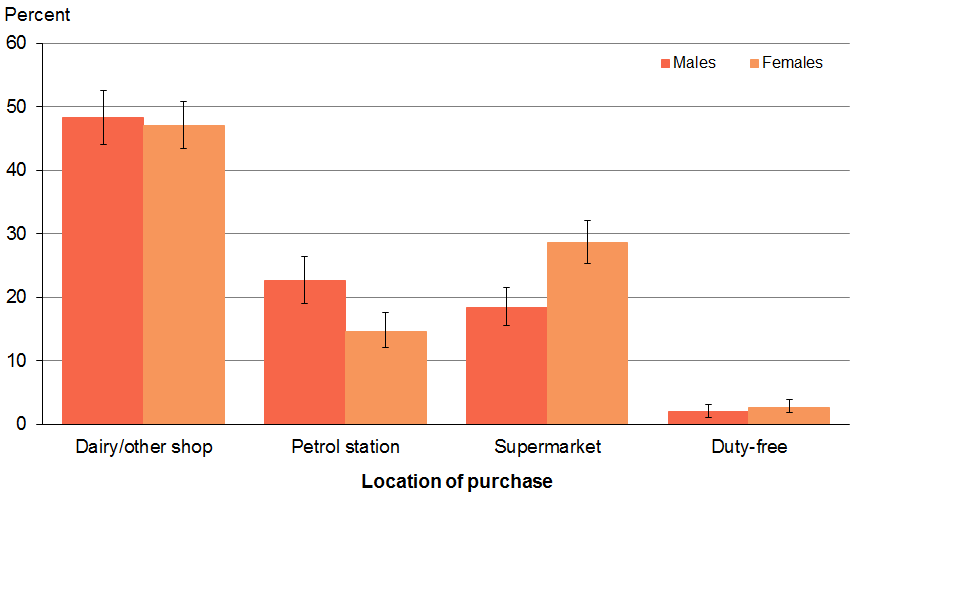 Percent
60
Males Females
50
40
30
20
10
0
Dairy/other shop Petrol station Supermarket Duty-free
Location of purchase